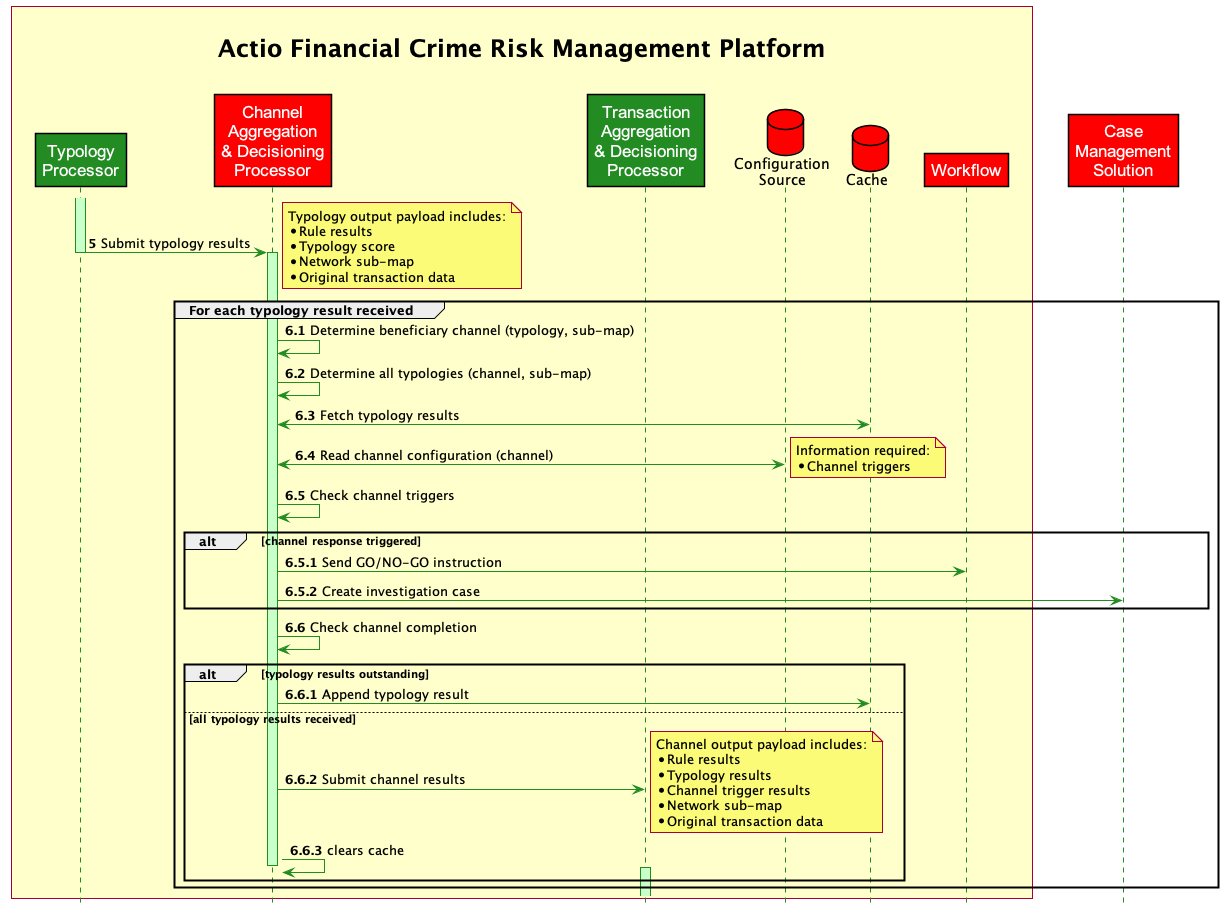 Actio Financial Crime Risk Management Platform
Typology
Processor
Channel
Aggregation
& Decisioning
Processor
Transaction
Aggregation
& Decisioning
Processor
Configuration
Source
Cache
Workflow
Case
Management
Solution
5 Submit typology results
Typology output payload includes:
• Rule results
• Typology score
• Network sub-map
• Original transaction data
For each typology result received
6.1 Determine beneficiary channel (typology, sub-map)
6.2 Determine all typologies (channel, sub-map)
6.3 Fetch typology results
6.4 Read channel configuration (channel)
Information required:
• Channel triggers
6.5 Check channel triggers
alt [channel response triggered]
6.5.1 Send GO/NO-GO instruction
6.5.2 Create investigation case
6.6 Check channel completion
alt [typology results outstanding]
6.6.1 Append typology result
[all typology results received]
Channel output payload includes:
• Rule results
• Typology results
• Channel trigger results
• Network sub-map
• Original transaction data
6.6.2 Submit channel results
6.6.3 clears cache